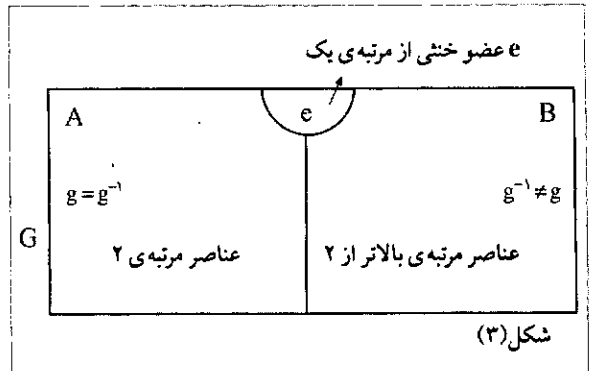 e عضو خنثی از مرتبه‌ی یک
e
A
B
g=g⁻¹
g⁻¹≠g
G
عناصر مرتبه‌ی ۲
عناصر مرتبه‌ی بالاتر از ۲
شکل(۳)